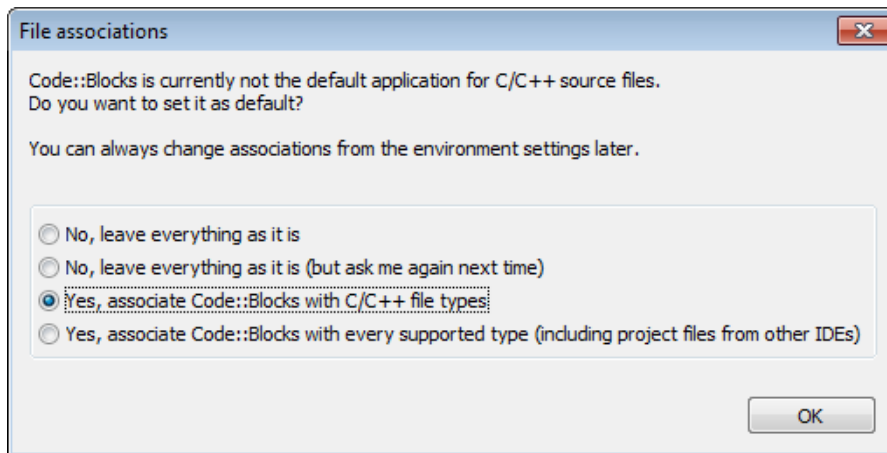 File associations
Code::Blocks is currently not the default application for C/C++ source files.
Do you want to set it as default?
You can always change associations from the environment settings later.
No, leave everything as it is
No, leave everything as it is (but ask me again next time)
Yes, associate Code::Blocks with C/C++ file types
Yes, associate Code::Blocks with every supported type (including project files from other IDEs)
OK